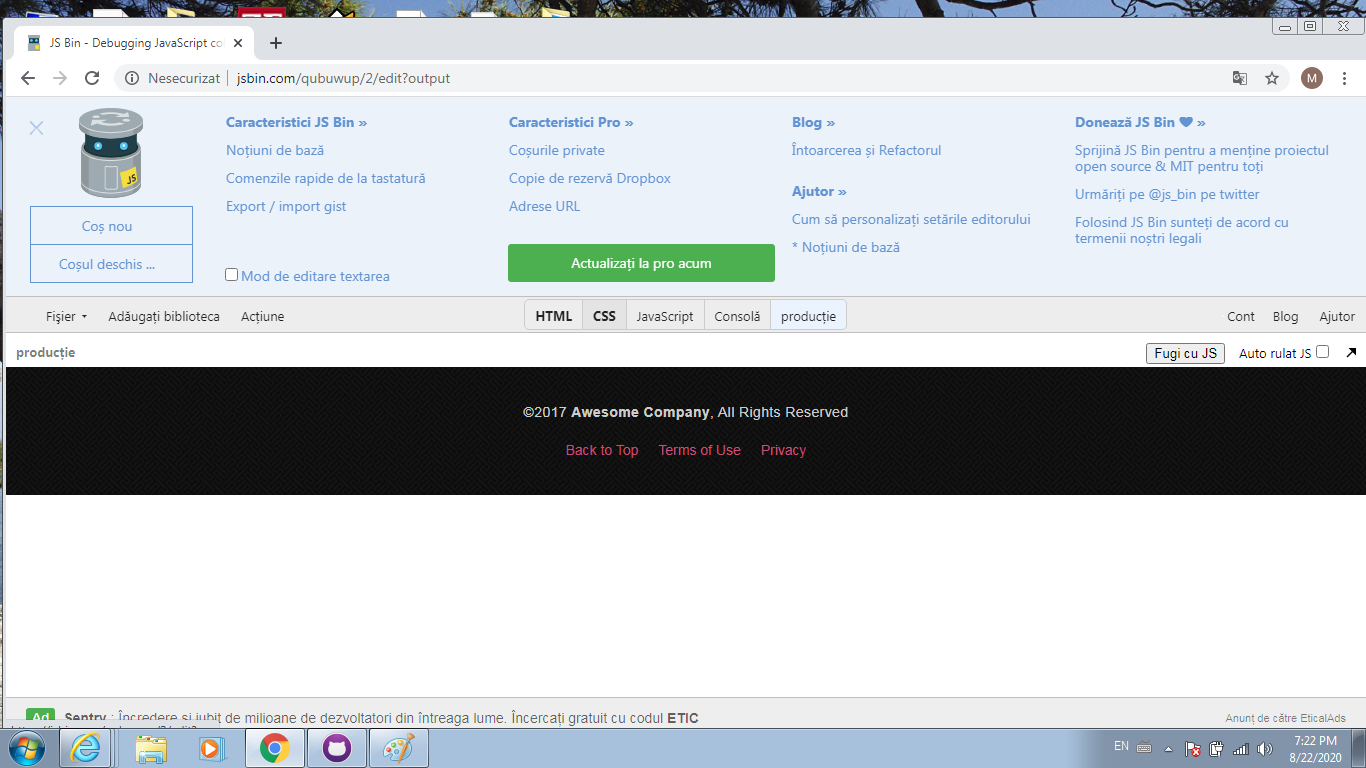 JS Bin - Debugging JavaScript co
Nesecurizat jsbin.com/qubuwup/2/edit?output
M
JS
Coș nou
Coșul deschis ...
Caracteristici JS Bin »
Noțiuni de bază
Comenzile rapide de la tastatură
Export / import gist
Mod de editare textarea
Caracteristici Pro »
Coșurile private
Copie de rezervă Dropbox
Adrese URL
Actualizați la pro acum
Blog »
Întoarcerea și Refactorul
Ajutor »
Cum să personalizați setările editorului
* Noțiuni de bază
Donează JS Bin ♥ »
Sprijină JS Bin pentru a menține proiectul
open source & MIT pentru toți
Urmăriți pe @js_bin pe twitter
Folosind JS Bin sunteți de acord cu
termenii noștri legali
Fișier Adăugați biblioteca Acțiune HTML CSS JavaScript Consolă producție Cont Blog Ajutor
producție Fugi cu JS Auto rulat JS
©2017 Awesome Company, All Rights Reserved
Back to Top Terms of Use Privacy
Ad Sentry : Încredere și iubit de milioane de dezvoltatori din întreaga lume. Încercați gratuit cu codul ETIC
Anunț de către EticalAds
EN
7:22 PM
8/22/2020